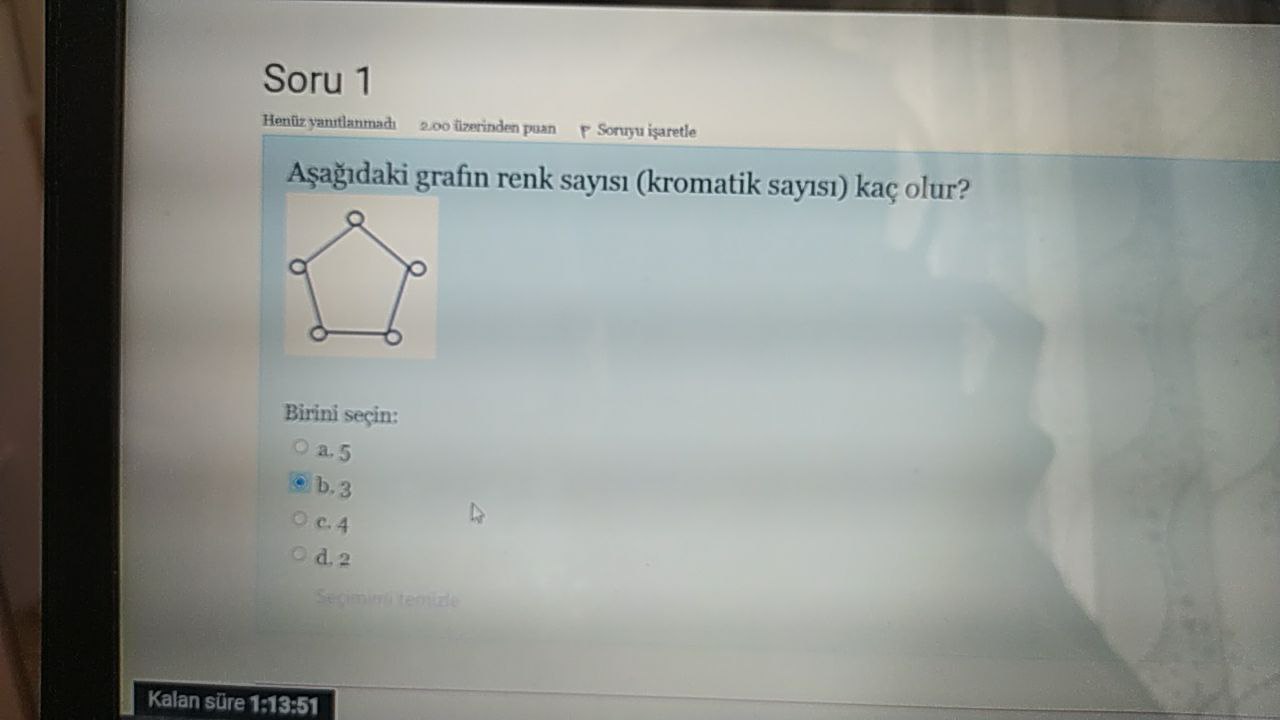 Soru 1
Henüz yanıtlanmadı 2.00 üzerinden puan Soruyu işaretle
Aşağıdaki grafın renk sayısı (kromatik sayısı) kaç olur?
Birini seçin:
a. 5
b. 3
c. 4
d. 2
Seçimimi temizle
Kalan süre 1:13:51